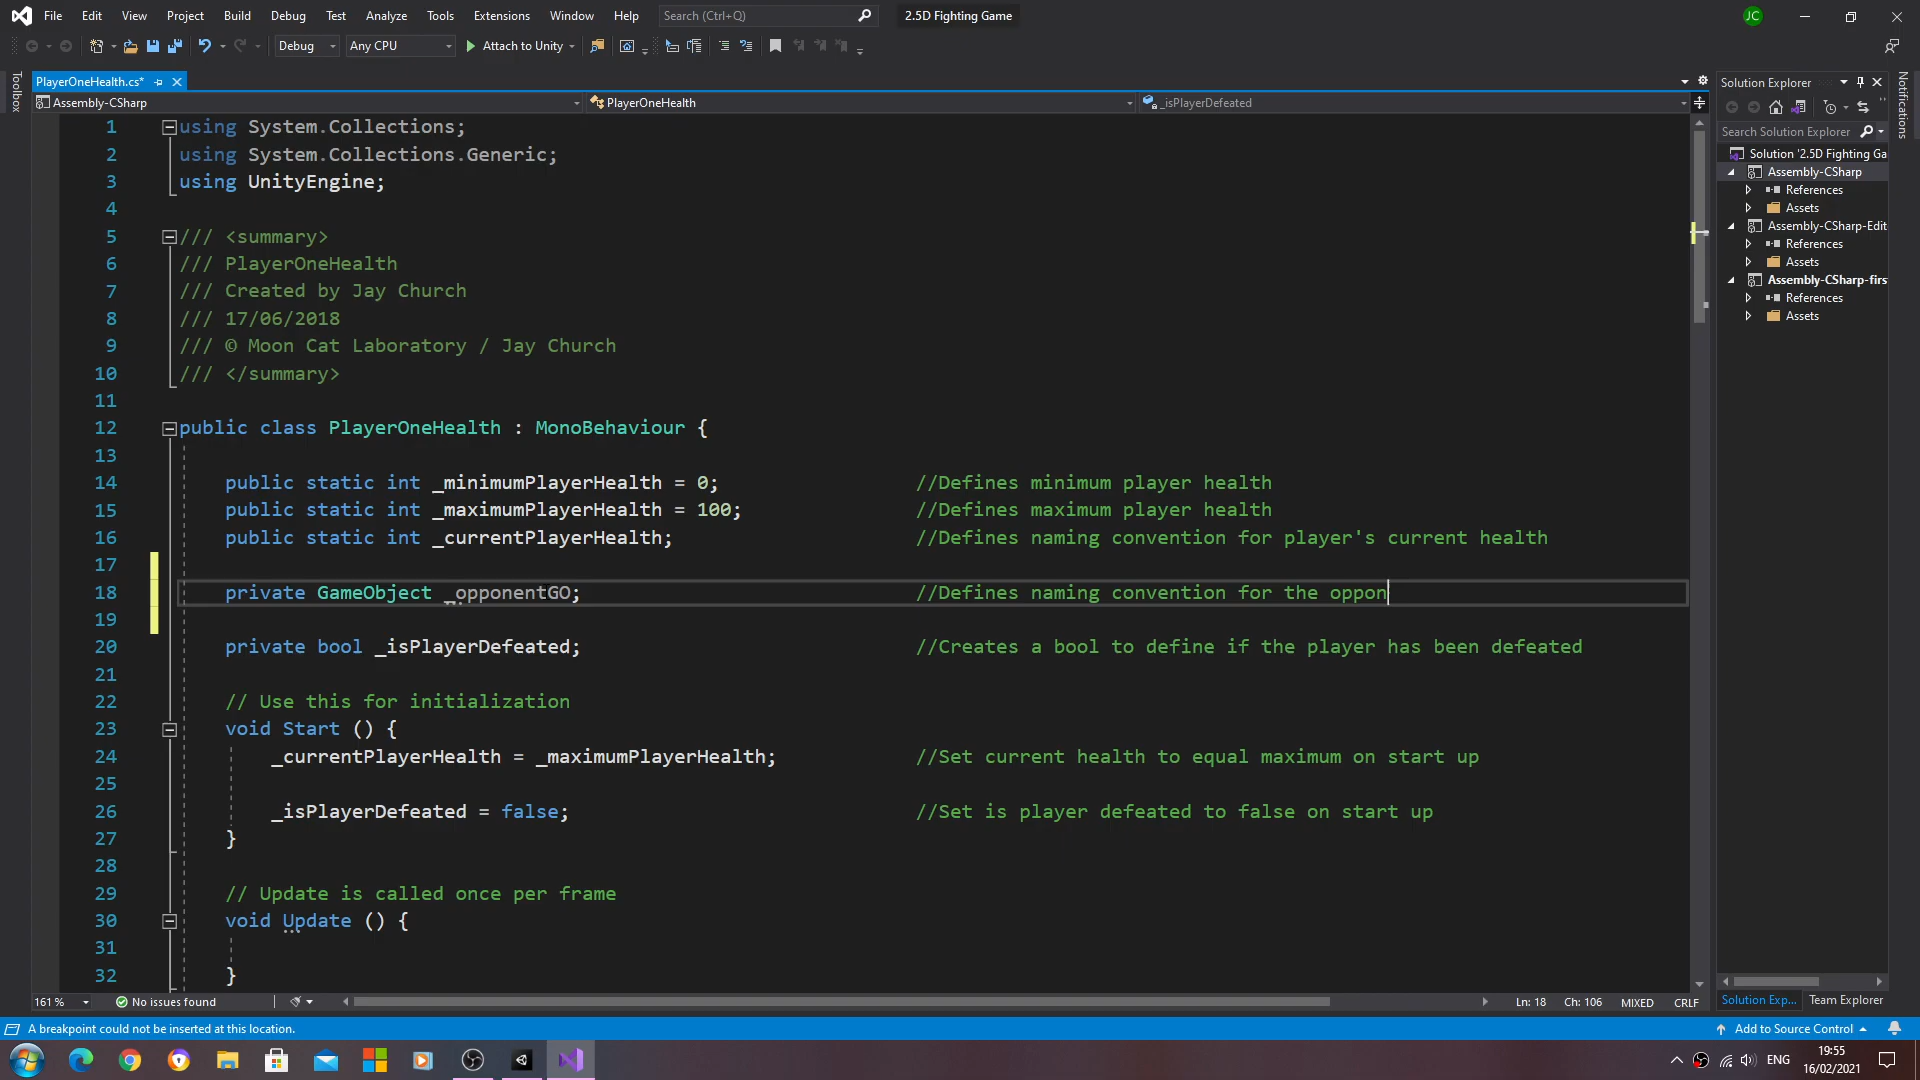 File Edit View Project Build Debug Test Analyze Tools Extensions Window Help Search (Ctrl+Q) 2.5D Fighting Game JC
Debug Any CPU Attach to Unity
Toolbox
PlayerOneHealth.cs*
Assembly-CSharp PlayerOneHealth _isPlayerDefeated
1 using System.Collections;
2 using System.Collections.Generic;
3 using UnityEngine;
4
5 /// <summary>
6 /// PlayerOneHealth
7 /// Created by Jay Church
8 /// 17/06/2018
9 /// © Moon Cat Laboratory / Jay Church
10 /// </summary>
11
12 public class PlayerOneHealth : MonoBehaviour {
13
14 public static int _minimumPlayerHealth = 0; //Defines minimum player health
15 public static int _maximumPlayerHealth = 100; //Defines maximum player health
16 public static int _currentPlayerHealth; //Defines naming convention for player's current health
17
18 private GameObject _opponentGO; //Defines naming convention for the oppon
19
20 private bool _isPlayerDefeated; //Creates a bool to define if the player has been defeated
21
22 // Use this for initialization
23 void Start () {
24 _currentPlayerHealth = _maximumPlayerHealth; //Set current health to equal maximum on start up
25
26 _isPlayerDefeated = false; //Set is player defeated to false on start up
27 }
28
29 // Update is called once per frame
30 void Update () {
31
32 }
161 % No issues found Ln: 18 Ch: 106 MIXED CRLF
Solution Explorer
Search Solution Explorer
Solution '2.5D Fighting Ga
Assembly-CSharp
References
Assets
Assembly-CSharp-Edit
References
Assets
Assembly-CSharp-firs
References
Assets
Solution Exp... Team Explorer
Notifications
A breakpoint could not be inserted at this location. Add to Source Control
ENG 19:55
16/02/2021